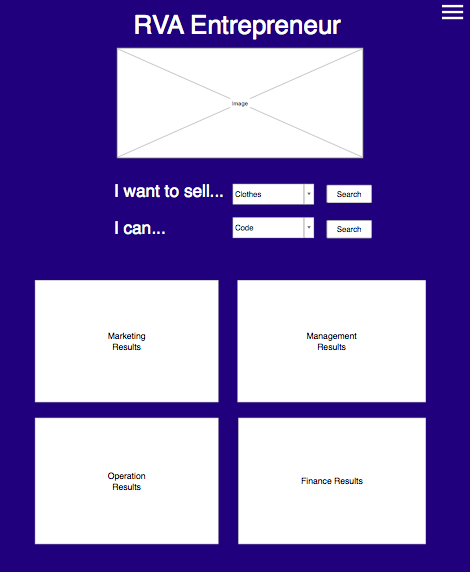 RVA Entrepreneur
Image
I want to sell...
Clothes
Search
I can...
Code
Search
Marketing
Results
Management
Results
Operation
Results
Finance Results